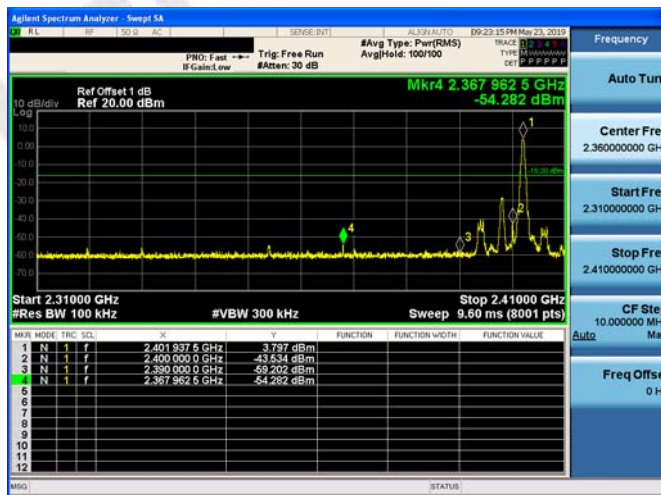 Agilent Spectrum Analyzer - Swept SA
RL RF 50 Ω AC SENSE:INT ALIGN AUTO 09:23:15 PM May 23, 2019
PNO: Fast Trig: Free Run #Avg Type: Pwr(RMS) TRACE 1 2 3 4 5 6
IFGain:Low #Atten: 30 dB Avg|Hold: 100/100 TYPE
DET P P P P P P
Mkr4 2.367 962 5 GHz
-54.282 dBm
Ref Offset 1 dB
10 dB/div Ref 20.00 dBm
Log
10.0
0.00
-10.0
-20.0
-30.0
-40.0
-50.0
-60.0
-70.0
1
2
3
4
Start 2.31000 GHz Stop 2.41000 GHz
#Res BW 100 kHz #VBW 300 kHz Sweep 9.60 ms (8001 pts)
MKR MODE TRC SCL X Y FUNCTION FUNCTION WIDTH FUNCTION VALUE
1 N 1 f 2.401 937 5 GHz 3.797 dBm
2 N 1 f 2.400 000 0 GHz -43.534 dBm
3 N 1 f 2.390 000 0 GHz -59.202 dBm
4 N 1 f 2.367 962 5 GHz -54.282 dBm
5
6
7
8
9
10
11
12
MSG STATUS
Frequency
Auto Tun
Center Fre
2.360000000 GH
Start Fre
2.310000000 GH
Stop Fre
2.410000000 GH
CF Ste
10.000000 MH
Auto Ma
Freq Offse
0 H